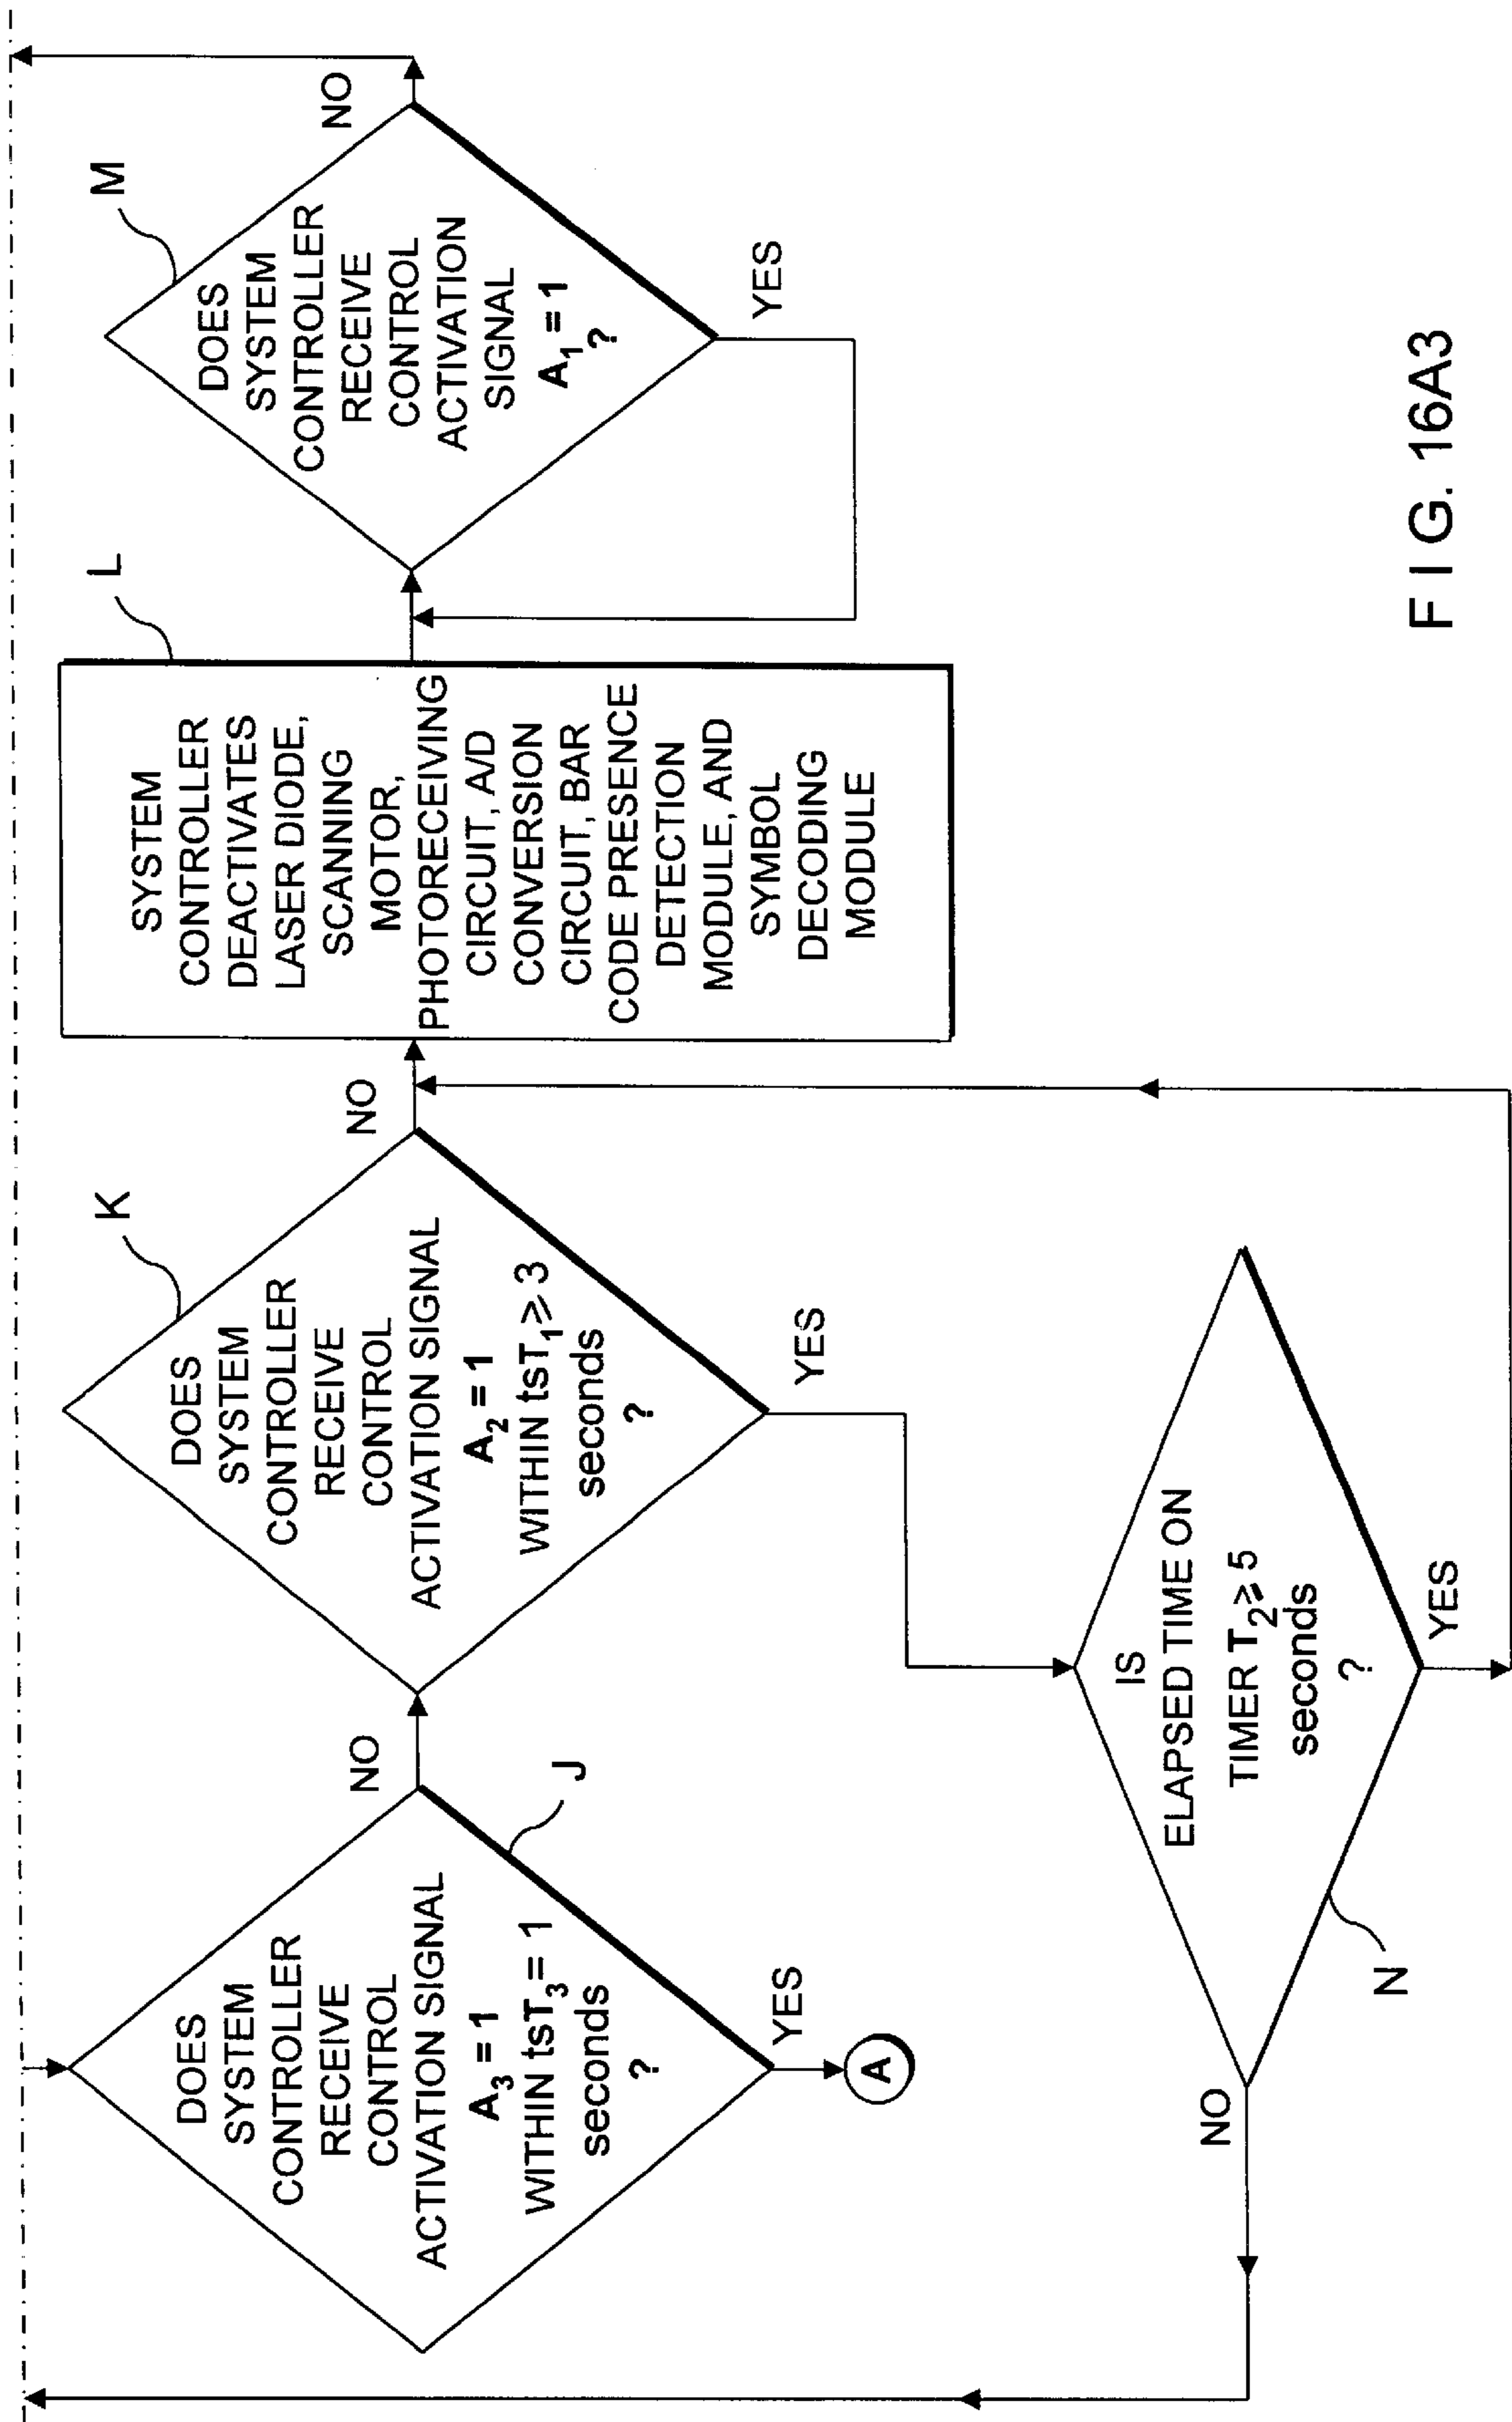 DOES
SYSTEM
CONTROLLER
RECEIVE
CONTROL
ACTIVATION SIGNAL
A₃ = 1
WITHIN tsT₃ = 1
seconds
?
NO
J
YES
A
DOES
SYSTEM
CONTROLLER
RECEIVE
CONTROL
ACTIVATION SIGNAL
A₂ = 1
WITHIN tsT₁ ⩾ 3
seconds
?
K
NO
YES
SYSTEM
CONTROLLER
DEACTIVATES
LASER DIODE,
SCANNING
MOTOR,
PHOTORECEIVING
CIRCUIT, A/D
CONVERSION
CIRCUIT, BAR
CODE PRESENCE
DETECTION
MODULE, AND
SYMBOL
DECODING
MODULE
L
DOES
SYSTEM
CONTROLLER
RECEIVE
CONTROL
ACTIVATION
SIGNAL
A₁ = 1
?
M
NO
YES
IS
ELAPSED TIME ON
TIMER T₂ ⩾ 5
seconds
?
NO
N
YES
F I G. 16A3